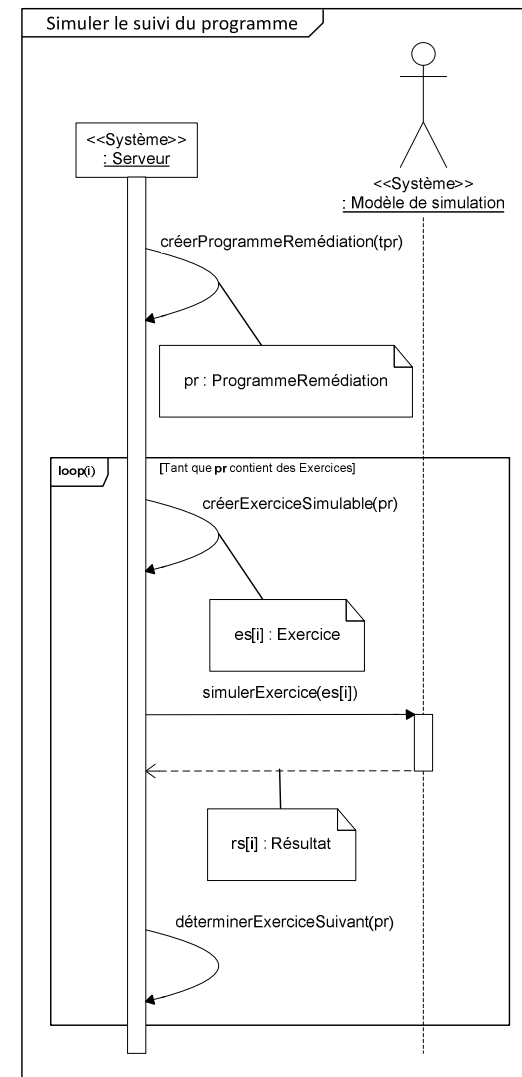 Simuler le suivi du programme
<<Système>>
: Serveur
<<Système>>
: Modèle de simulation
créerProgrammeRemédiation(tpr)
pr : ProgrammeRemédiation
loop(i)
[Tant que pr contient des Exercices]
créerExerciceSimulable(pr)
es[i] : Exercice
simulerExercice(es[i])
rs[i] : Résultat
déterminerExerciceSuivant(pr)